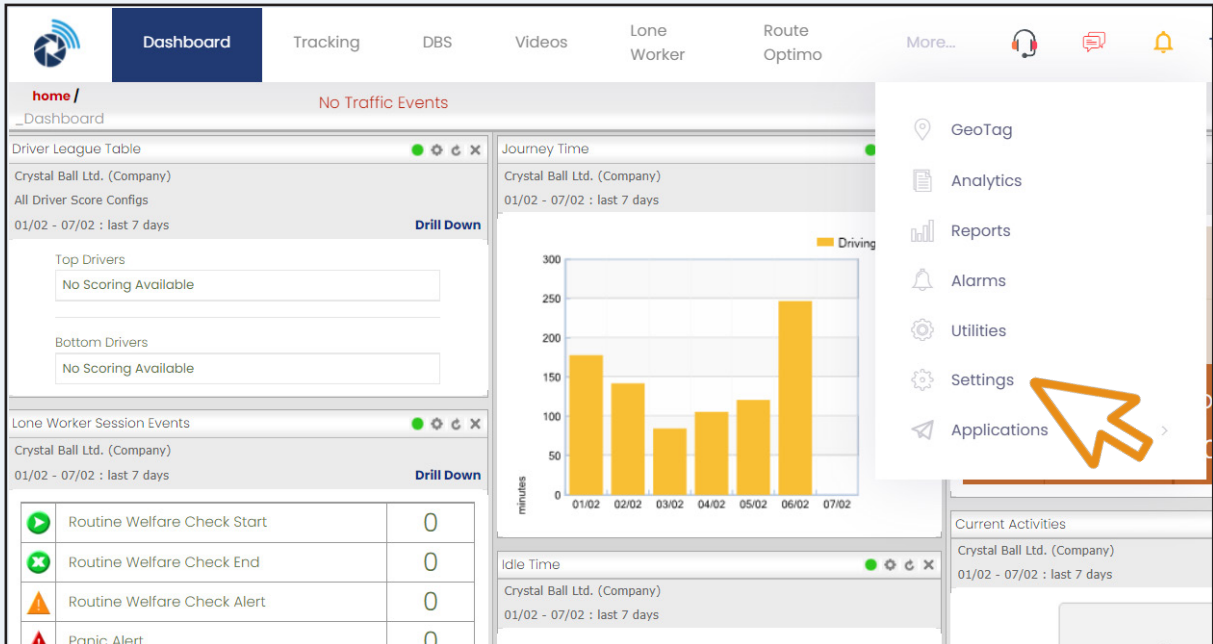 Dashboard
Tracking
DBS
Videos
Lone
Worker
Route
Optimo
More...
home /
_Dashboard
No Traffic Events
GeoTag
Analytics
Reports
Alarms
Utilities
Settings
Applications
Driver League Table
Crystal Ball Ltd. (Company)
All Driver Score Configs
01/02 - 07/02 : last 7 days
Drill Down
Top Drivers
No Scoring Available
Bottom Drivers
No Scoring Available
Lone Worker Session Events
Crystal Ball Ltd. (Company)
01/02 - 07/02 : last 7 days
Drill Down
Routine Welfare Check Start 0
Routine Welfare Check End 0
Routine Welfare Check Alert 0
Panic Alert 0
Journey Time
Crystal Ball Ltd. (Company)
01/02 - 07/02 : last 7 days
Driving
300
250
200
150
100
50
0
minutes
01/02 02/02 03/02 04/02 05/02 06/02 07/02
Idle Time
Crystal Ball Ltd. (Company)
01/02 - 07/02 : last 7 days
Current Activities
Crystal Ball Ltd. (Company)
01/02 - 07/02 : last 7 days